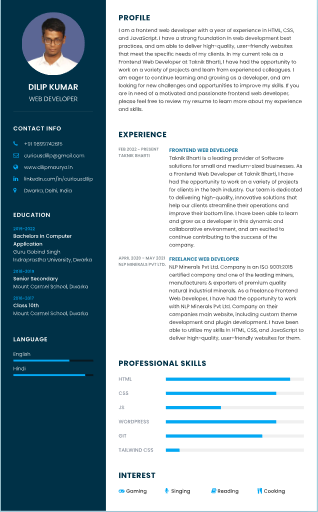 DILIP KUMAR
WEB DEVELOPER
CONTACT INFO
curiousdilip@gmail.com
www.dilipmaurya.in
linkedin.com/in/curiousdilip
Dwarka, Delhi, India
EDUCATION
Bachelors In Computer
Application
Guru Gobind Singh
Indraprastha University, Dwarka
Senior Secondary
Mount Carmel School, Dwarka
Class 10th
Mount Carmel School, Dwarka
LANGUAGE
English
Hindi
PROFILE
I am a frontend web developer with a year of experience in HTML, CSS,
and JavaScript. I have a strong foundation in web development best
practices, and am able to deliver high-quality, user-friendly websites
that meet the specific needs of my clients. In my current role as a
Frontend Web Developer at Taknik Bharti, I have had the opportunity to
work on a variety of projects and learn from experienced colleagues. I
am eager to continue learning and growing as a developer, and am
looking for new challenges and opportunities to improve my skills. If you
are in need of a motivated and passionate frontend web developer,
please feel free to review my resume to learn more about my experience
and skills.
EXPERIENCE
FEB 2022 - PRESENT
TAKNIK BHARTI
FRONTEND WEB DEVELOPER
Taknik Bharti is a leading provider of Software
solutions for small and medium-sized businesses. As
a Frontend Web Developer at Taknik Bharti, I have
had the opportunity to work on a variety of projects
for clients in the tech industry. Our team is dedicated
to delivering high-quality, innovative solutions that
help our clients streamline their operations and
improve their bottom line. I have been able to learn
and grow as a developer in this dynamic and
collaborative environment, and am excited to
continue contributing to the success of the
company.
APRIL 2020 - MAY 2021
NLP MINERALS PVT LTD.
FREELANCE WEB DEVELOPER
NLP Minerals Pvt Ltd. Company is an ISO 9001:2015
certified company and one of the leading miners,
manufacturers & exporters of premium quality
natural industrial minerals. As a Freelance Frontend
Web Developer, I have had the opportunity to work
with NLP Minerals Pvt Ltd. Company on their
companies main website, including custom theme
development and plugin development. I have been
able to utilize my skills in HTML, CSS, and JavaScript to
deliver high-quality, user-friendly websites for them.
PROFESSIONAL SKILLS
HTML
CSS
JS
WORDPRESS
GIT
TAILWIND CSS
INTEREST
Gaming
Singing
Reading
Cooking